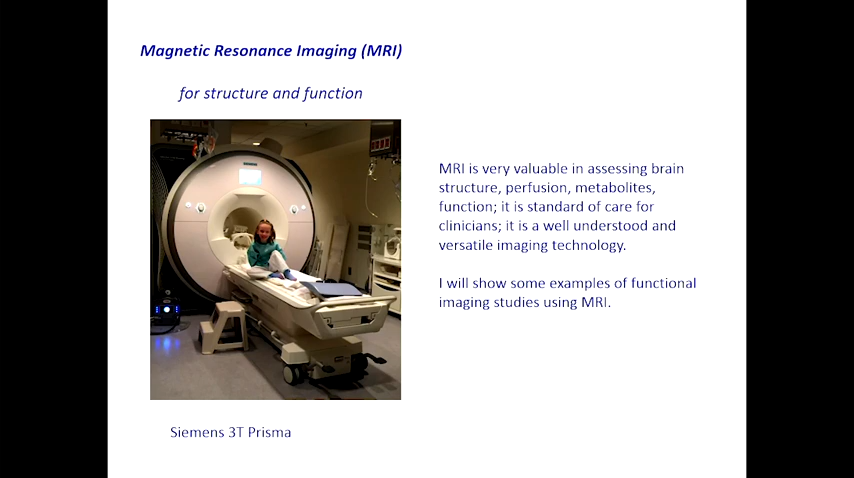 Magnetic Resonance Imaging (MRI)
for structure and function
MRI is very valuable in assessing brain
structure, perfusion, metabolites,
function; it is standard of care for
clinicians; it is a well understood and
versatile imaging technology.
I will show some examples of functional
imaging studies using MRI.
Siemens 3T Prisma